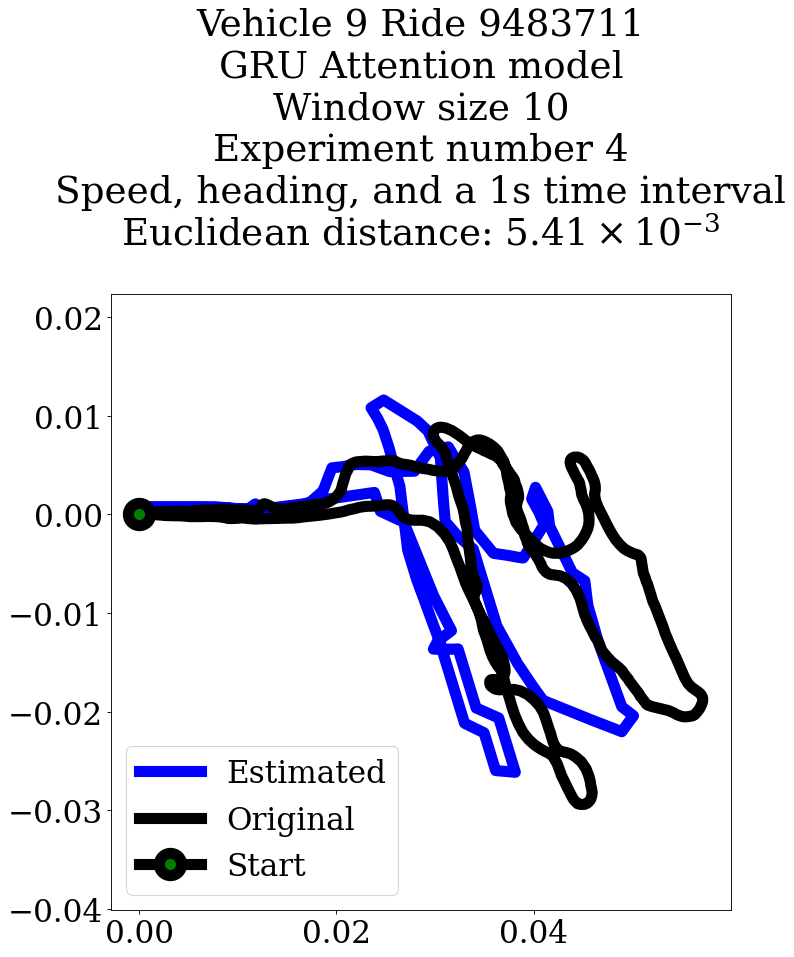 Vehicle 9 Ride 9483711
GRU Attention model
Window size 10
Experiment number 4
Speed, heading, and a 1s time interval
Euclidean distance: 5.41 × 10⁻³
0.02
0.01
0.00
−0.01
−0.02
−0.03
−0.04
Estimated
Original
Start
0.00 0.02 0.04